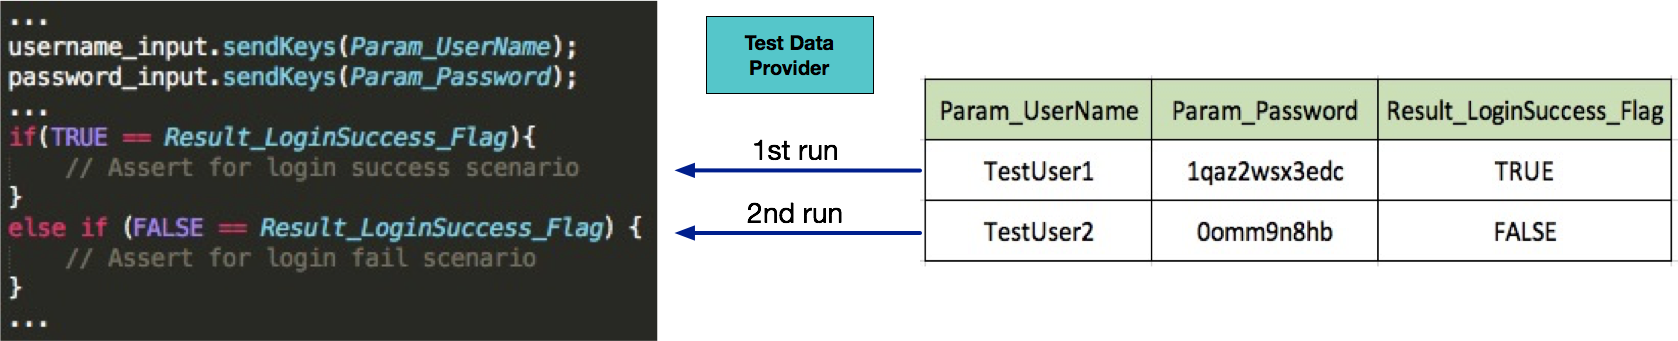 ...
username_input.sendKeys(Param_UserName);
password_input.sendKeys(Param_Password);
...
if(TRUE == Result_LoginSuccess_Flag){
// Assert for login success scenario
}
else if (FALSE == Result_LoginSuccess_Flag) {
// Assert for login fail scenario
}
...
Test Data
Provider
1st run
2nd run
Param_UserName Param_Password Result_LoginSuccess_Flag
TestUser1 1qaz2wsx3edc TRUE
TestUser2 0omm9n8hb FALSE